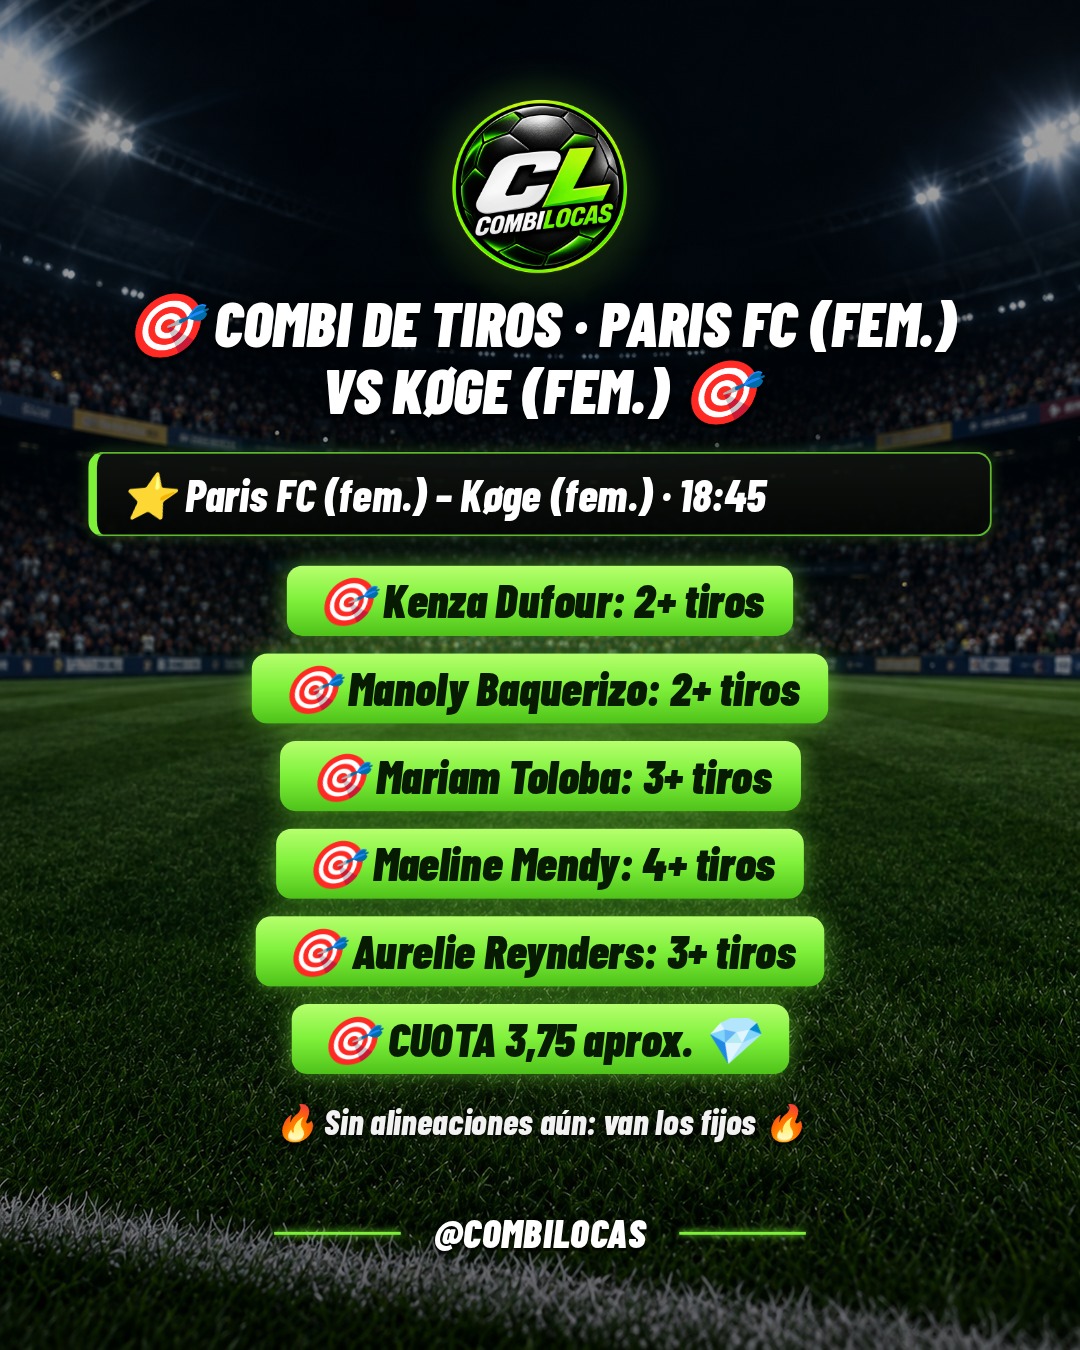 CL
COMBILOCAS
🎯 COMBI DE TIROS · PARIS FC (FEM.)
VS KØGE (FEM.) 🎯
⭐ Paris FC (fem.) – Køge (fem.) · 18:45
🎯 Kenza Dufour: 2+ tiros
🎯 Manoly Baquerizo: 2+ tiros
🎯 Mariam Toloba: 3+ tiros
🎯 Maeline Mendy: 4+ tiros
🎯 Aurelie Reynders: 3+ tiros
🎯 CUOTA 3,75 aprox. 💎
🔥 Sin alineaciones aún: van los fijos 🔥
@COMBILOCAS